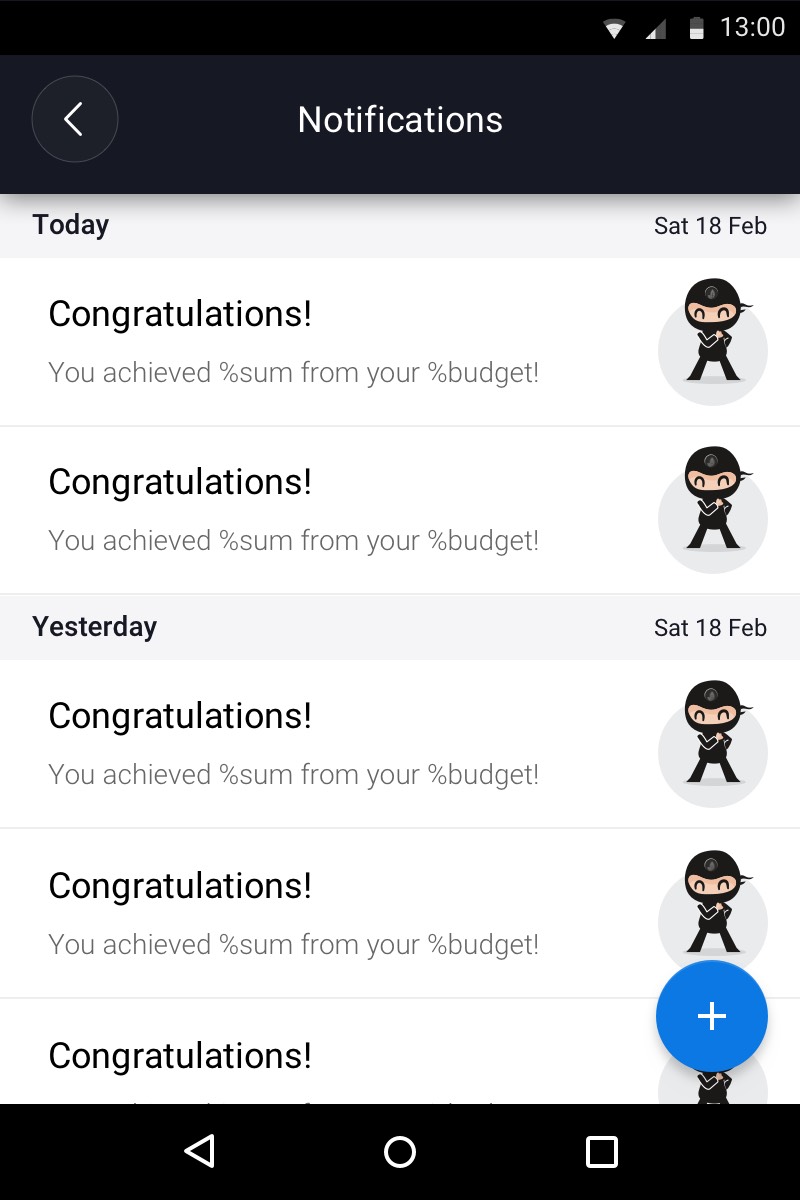 13:00
Notifications
Today Sat 18 Feb
Congratulations!
You achieved %sum from your %budget!
Congratulations!
You achieved %sum from your %budget!
Yesterday Sat 18 Feb
Congratulations!
You achieved %sum from your %budget!
Congratulations!
You achieved %sum from your %budget!
Congratulations!